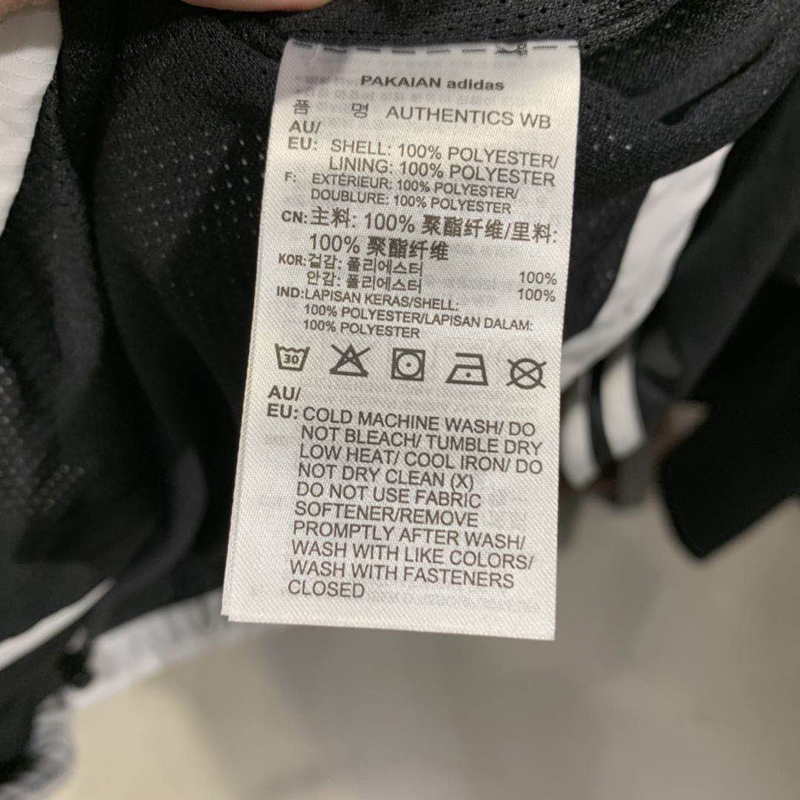 PAKAIAN adidas
품 명 AUTHENTICS WB
AU/
EU: SHELL: 100% POLYESTER/
LINING: 100% POLYESTER
F: EXTÉRIEUR: 100% POLYESTER/
DOUBLURE: 100% POLYESTER
CN: 主料: 100% 聚酯纤维/里料:
100% 聚酯纤维
KOR: 겉감: 폴리에스터 100%
안감: 폴리에스터 100%
IND: LAPISAN KERAS/SHELL:
100% POLYESTER/LAPISAN DALAM:
100% POLYESTER
30
AU/
EU: COLD MACHINE WASH/ DO
NOT BLEACH/ TUMBLE DRY
LOW HEAT/ COOL IRON/ DO
NOT DRY CLEAN (X)
DO NOT USE FABRIC
SOFTENER/REMOVE
PROMPTLY AFTER WASH/
WASH WITH LIKE COLORS/
WASH WITH FASTENERS
CLOSED